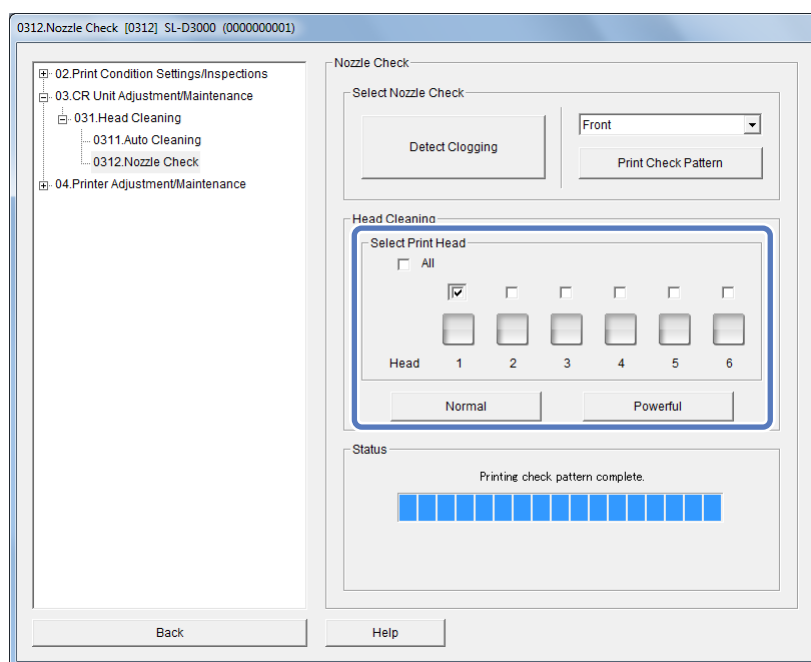 0312.Nozzle Check [0312] SL-D3000 (0000000001)
02.Print Condition Settings/Inspections
03.CR Unit Adjustment/Maintenance
031.Head Cleaning
0311.Auto Cleaning
0312.Nozzle Check
04.Printer Adjustment/Maintenance
Nozzle Check
Select Nozzle Check
Detect Clogging
Front
Print Check Pattern
Head Cleaning
Select Print Head
All
Head 1 2 3 4 5 6
Normal Powerful
Status
Printing check pattern complete.
Back Help